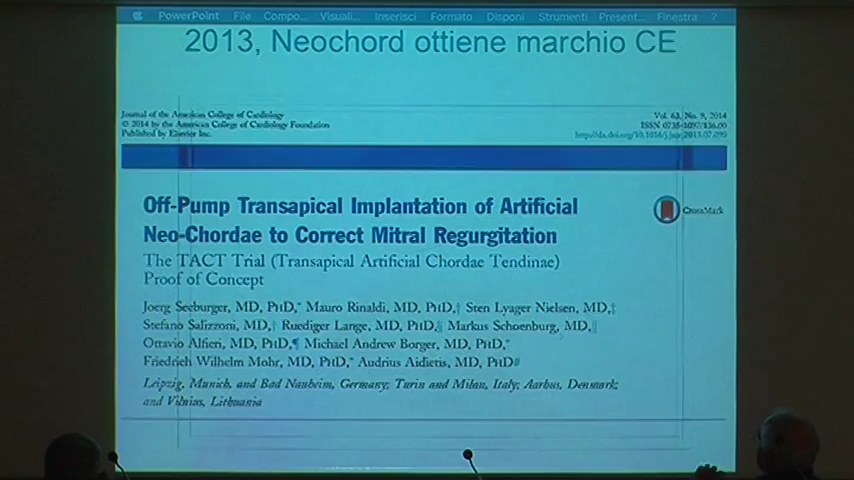 PowerPoint File Compo... Visuali... Inserisci Formato Disponi Strumenti Present... Finestra ?
2013, Neochord ottiene marchio CE
Journal of the American College of Cardiology
© 2014 by the American College of Cardiology Foundation
Published by Elsevier Inc.
Vol. 63, No. 9, 2014
ISSN 0735-1097/$36.00
CrossMark
Off-Pump Transapical Implantation of Artificial
Neo-Chordae to Correct Mitral Regurgitation
The TACT Trial (Transapical Artificial Chordae Tendinae)
Proof of Concept
Joerg Seeburger, MD, PHD,* Mauro Rinaldi, MD, PHD,† Sten Lyager Nielsen, MD,‡
Stefano Salizzoni, MD,† Ruediger Lange, MD, PHD,§ Markus Schoenburg, MD,||
Ottavio Alfieri, MD, PHD,¶ Michael Andrew Borger, MD, PHD,*
Friedrich Wilhelm Mohr, MD, PHD,* Audrius Aidietis, MD, PHD#
Leipzig, Munich, and Bad Nauheim, Germany; Turin and Milan, Italy; Aarhus, Denmark;
and Vilnius, Lithuania